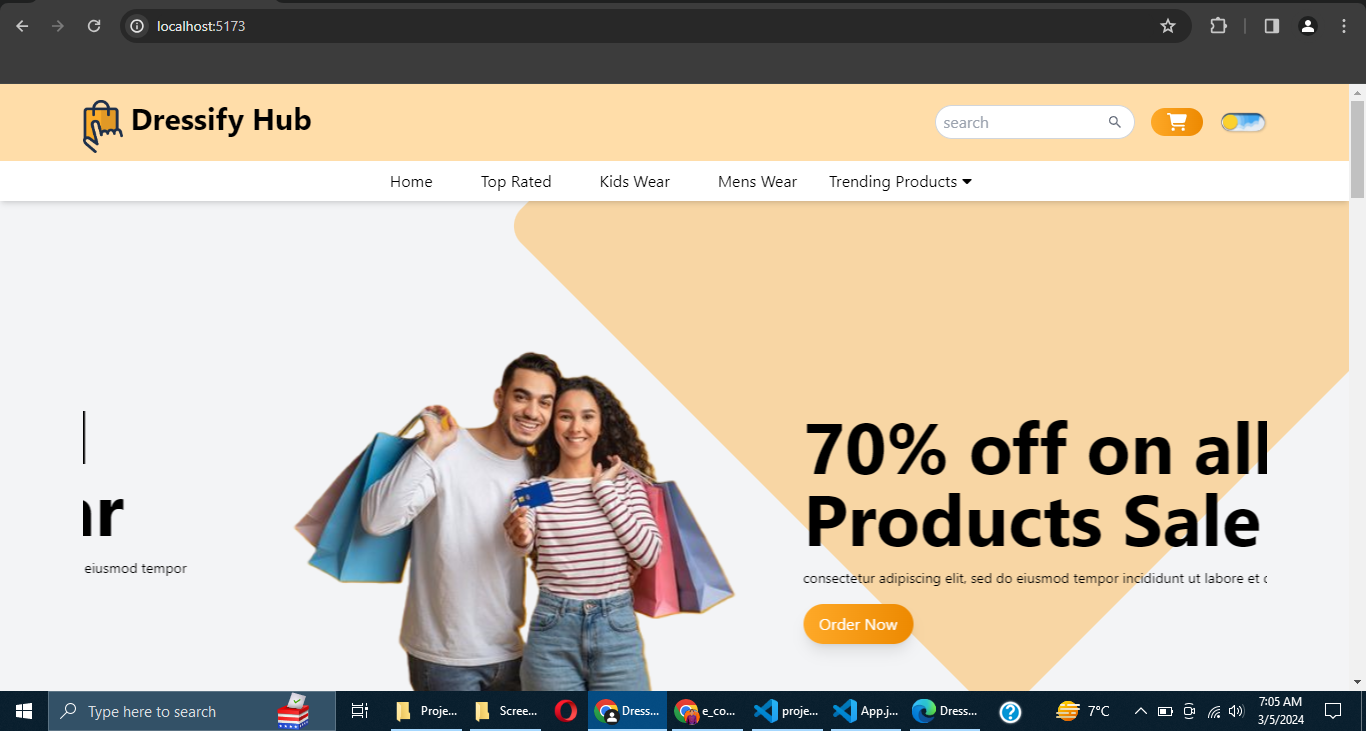 localhost:5173
Dressify Hub
search
Home Top Rated Kids Wear Mens Wear Trending Products
70% off on all
Products Sale
eiusmod tempor
consectetur adipiscing elit, sed do eiusmod tempor incididunt ut labore et
Order Now
Type here to search
Proje...
Scree...
Dress...
e_co...
proje...
App.j...
Dress...
7°C
7:05 AM
3/5/2024